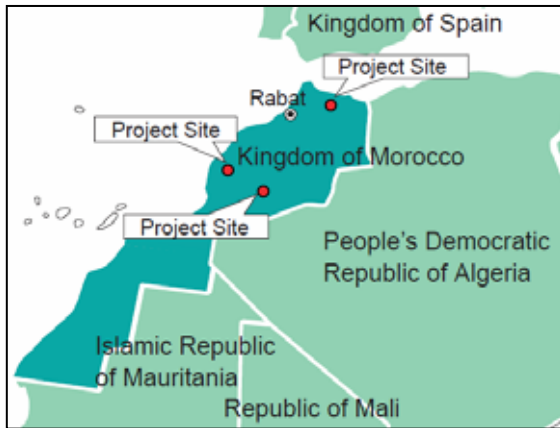 Kingdom of Spain
Project Site
Rabat
Project Site
Kingdom of Morocco
Project Site
People's Democratic
Republic of Algeria
Islamic Republic
of Mauritania
Republic of Mali